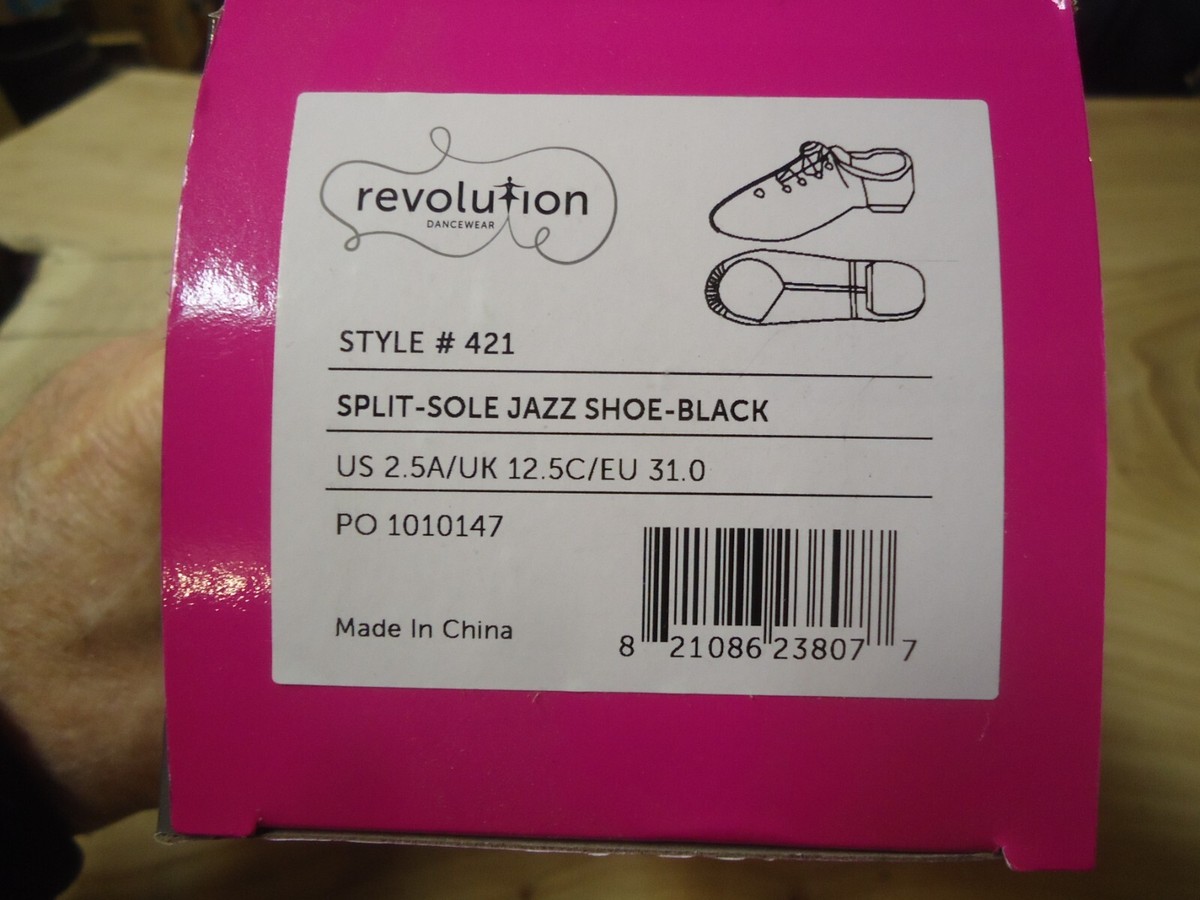 revolution
DANCEWEAR
STYLE # 421
SPLIT-SOLE JAZZ SHOE-BLACK
US 2.5A/UK 12.5C/EU 31.0
PO 1010147
Made In China
8 21086 23807 7